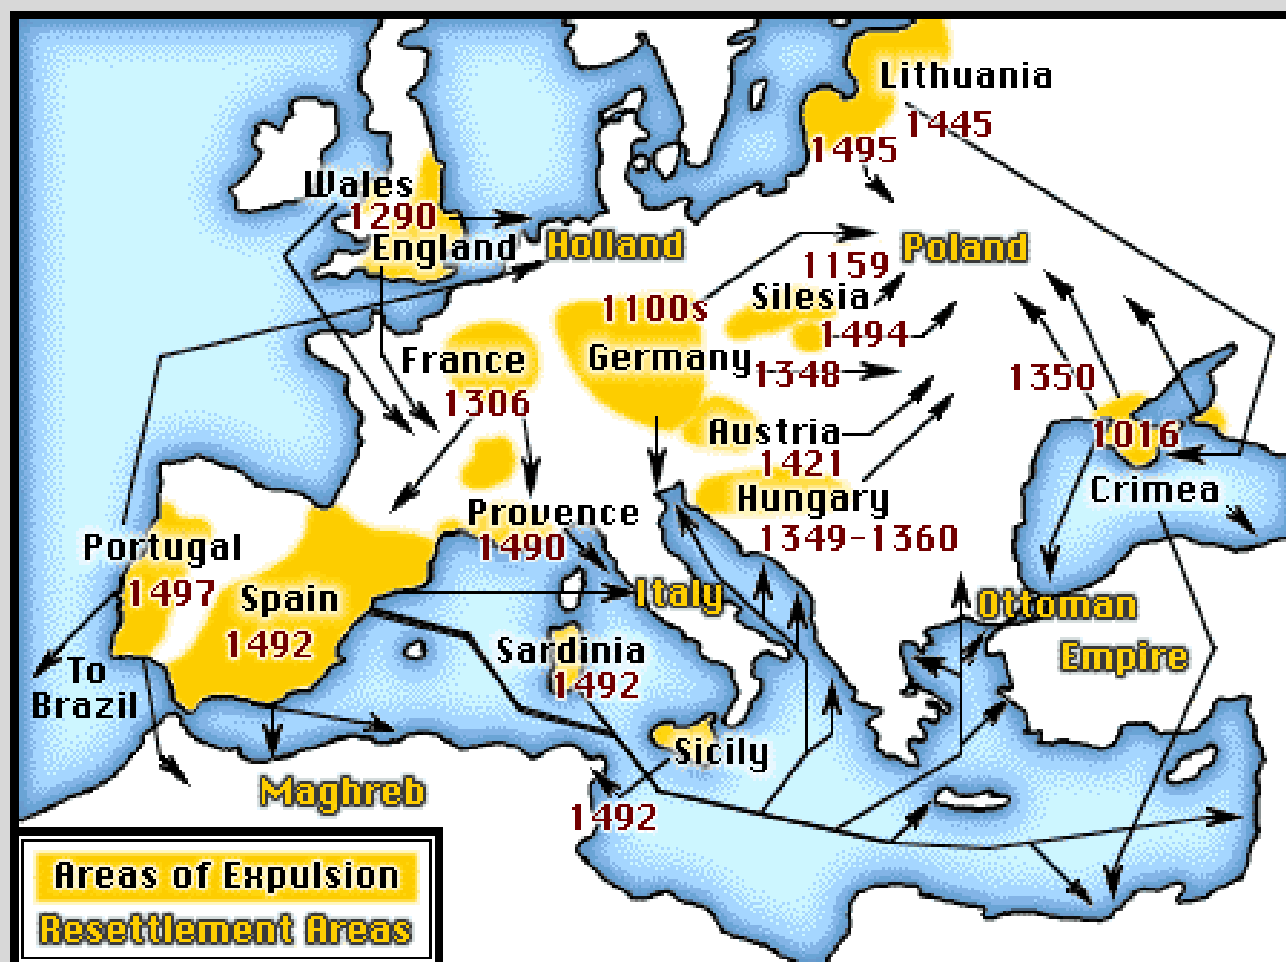 Lithuania
1445
1495
Wales
1290
England
Holland
Poland
1159
Silesia
1100s
1494
France
Germany
1348
1306
1350
Austria
1016
1421
Crimea
Hungary
Provence
1349-1360
1490
Portugal
1497
Spain
1492
Italy
Ottoman
Empire
Sardinia
1492
To
Brazil
Sicily
Maghreb
1492
Areas of Expulsion
Resettlement Areas